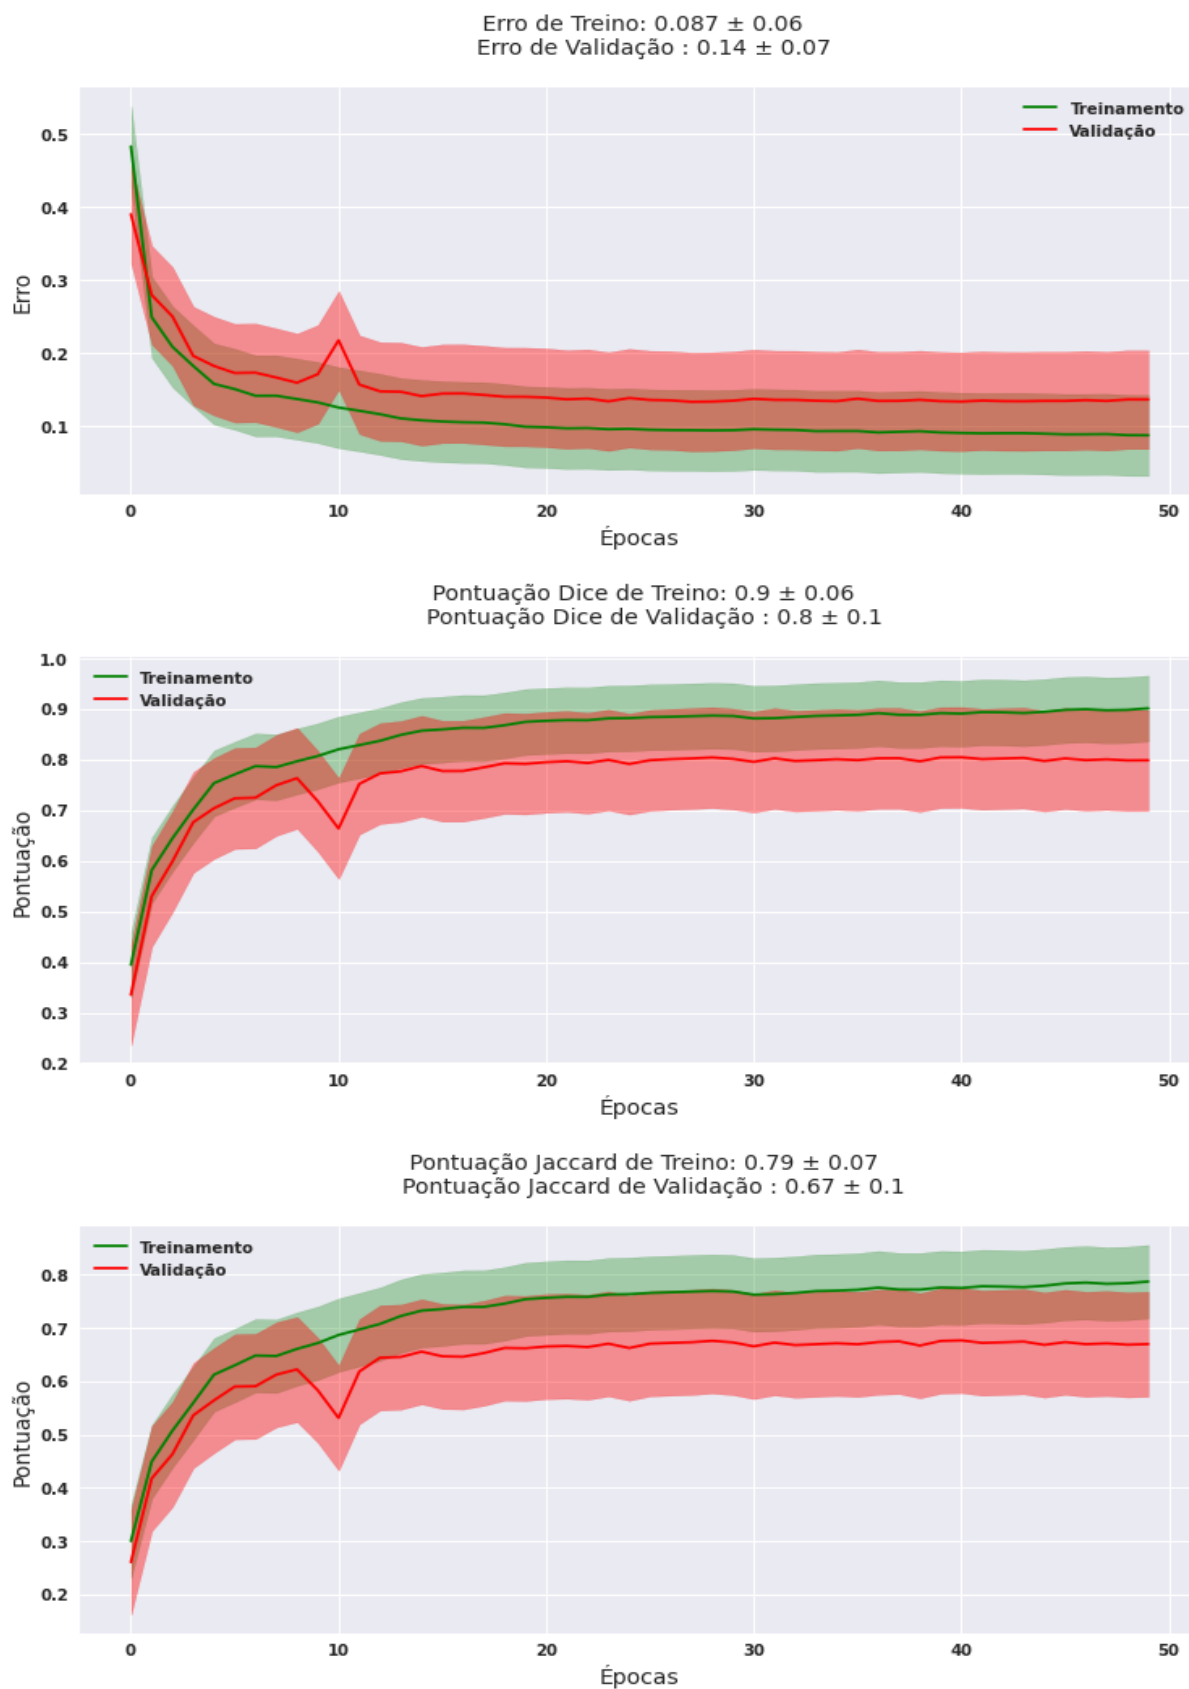 Erro de Treino: 0.087 ± 0.06
Erro de Validação : 0.14 ± 0.07
Treinamento
Validação
0.5
0.4
0.3
0.2
0.1
Erro
0 10 20 30 40 50
Épocas
Pontuação Dice de Treino: 0.9 ± 0.06
Pontuação Dice de Validação : 0.8 ± 0.1
Treinamento
Validação
1.0
0.9
0.8
0.7
0.6
0.5
0.4
0.3
0.2
Pontuação
0 10 20 30 40 50
Épocas
Pontuação Jaccard de Treino: 0.79 ± 0.07
Pontuação Jaccard de Validação : 0.67 ± 0.1
Treinamento
Validação
0.8
0.7
0.6
0.5
0.4
0.3
0.2
Pontuação
0 10 20 30 40 50
Épocas